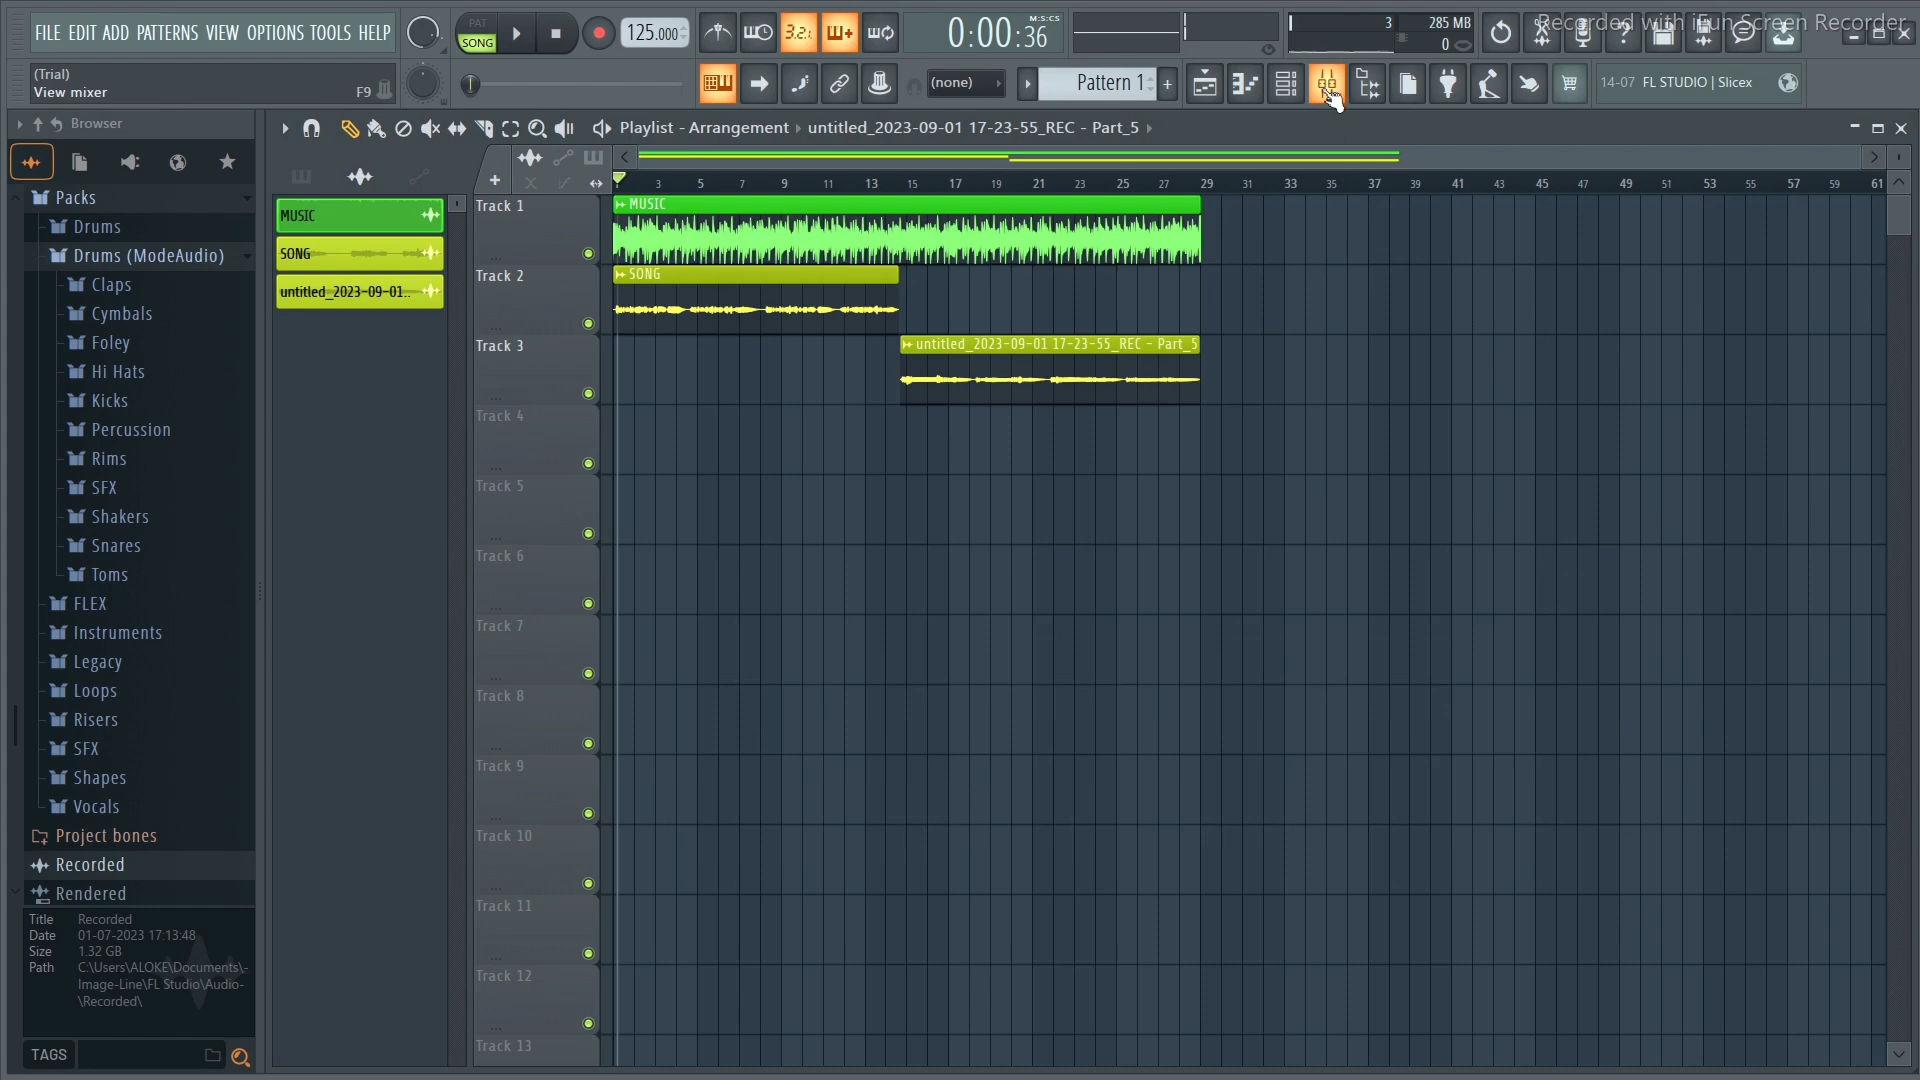 FILE EDIT ADD PATTERNS VIEW OPTIONS TOOLS HELP
PAT
SONG
125.000
3.2.
0:00:36
M:S:CS
3
285 MB
0
Recorded with iFun Screen Recorder
(Trial)
View mixer
F9
(none)
Pattern 1
14-07 FL STUDIO | Slicex
Browser
Playlist - Arrangement › untitled_2023-09-01 17-23-55_REC - Part_5 ›
3 5 7 9 11 13 15 17 19 21 23 25 27 29 31 33 35 37 39 41 43 45 47 49 51 53 55 57 59 61
Packs
Drums
Drums (ModeAudio)
Claps
Cymbals
Foley
Hi Hats
Kicks
Percussion
Rims
SFX
Shakers
Snares
Toms
FLEX
Instruments
Legacy
Loops
Risers
SFX
Shapes
Vocals
Project bones
Recorded
Rendered
Title Recorded
Date 01-07-2023 17:13:48
Size 1.32 GB
Path C:\Users\ALOKE\Documents\-
Image-Line\FL Studio\Audio-
\Recorded\
TAGS
MUSIC
SONG
untitled_2023-09-01..
Track 1
MUSIC
Track 2
SONG
Track 3
untitled_2023-09-01 17-23-55_REC - Part_5
Track 4
Track 5
Track 6
Track 7
Track 8
Track 9
Track 10
Track 11
Track 12
Track 13